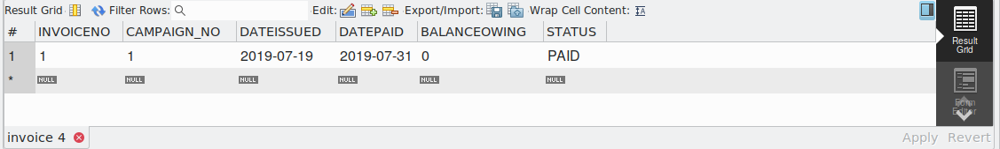 Result Grid Filter Rows: Edit: Export/Import: Wrap Cell Content: IA
# INVOICENO CAMPAIGN_NO DATEISSUED DATEPAID BALANCEOWING STATUS
1 1 1 2019-07-19 2019-07-31 0 PAID
* NULL NULL NULL NULL NULL NULL
Result
Grid
Form
Editor
invoice 4 Apply Revert